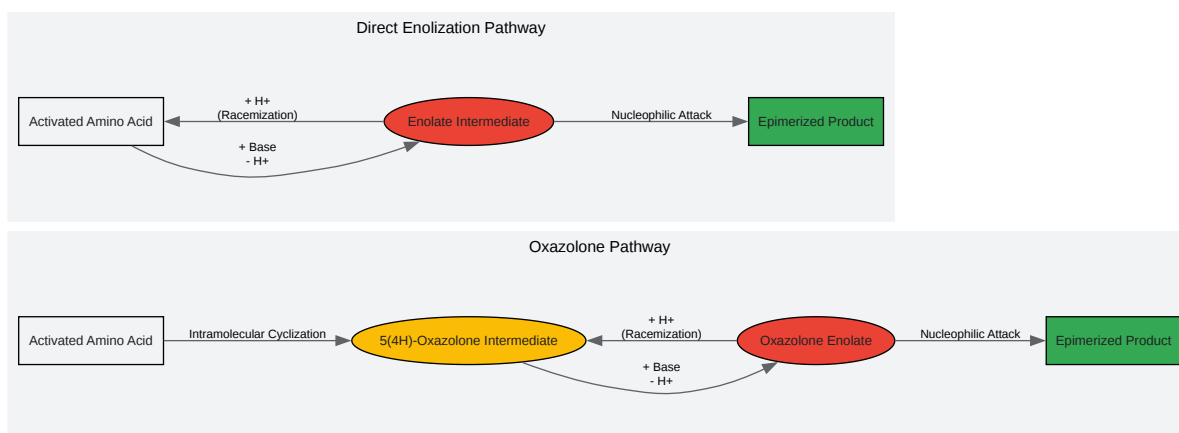 Direct Enolization Pathway
+ H+
(Racemization)
Activated Amino Acid
Enolate Intermediate
Nucleophilic Attack
Epimerized Product
+ Base
- H+
Oxazolone Pathway
Activated Amino Acid
Intramolecular Cyclization
5(4H)-Oxazolone Intermediate
+ H+
(Racemization)
Oxazolone Enolate
Nucleophilic Attack
Epimerized Product
+ Base
- H+